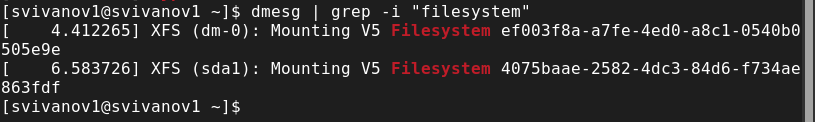 [svivanov1@svivanov1 ~]$ dmesg | grep -i "filesystem"
[    4.412265] XFS (dm-0): Mounting V5 Filesystem ef003f8a-a7fe-4ed0-a8c1-0540b0
505e9e
[    6.583726] XFS (sda1): Mounting V5 Filesystem 4075baae-2582-4dc3-84d6-f734ae
863fdf
[svivanov1@svivanov1 ~]$